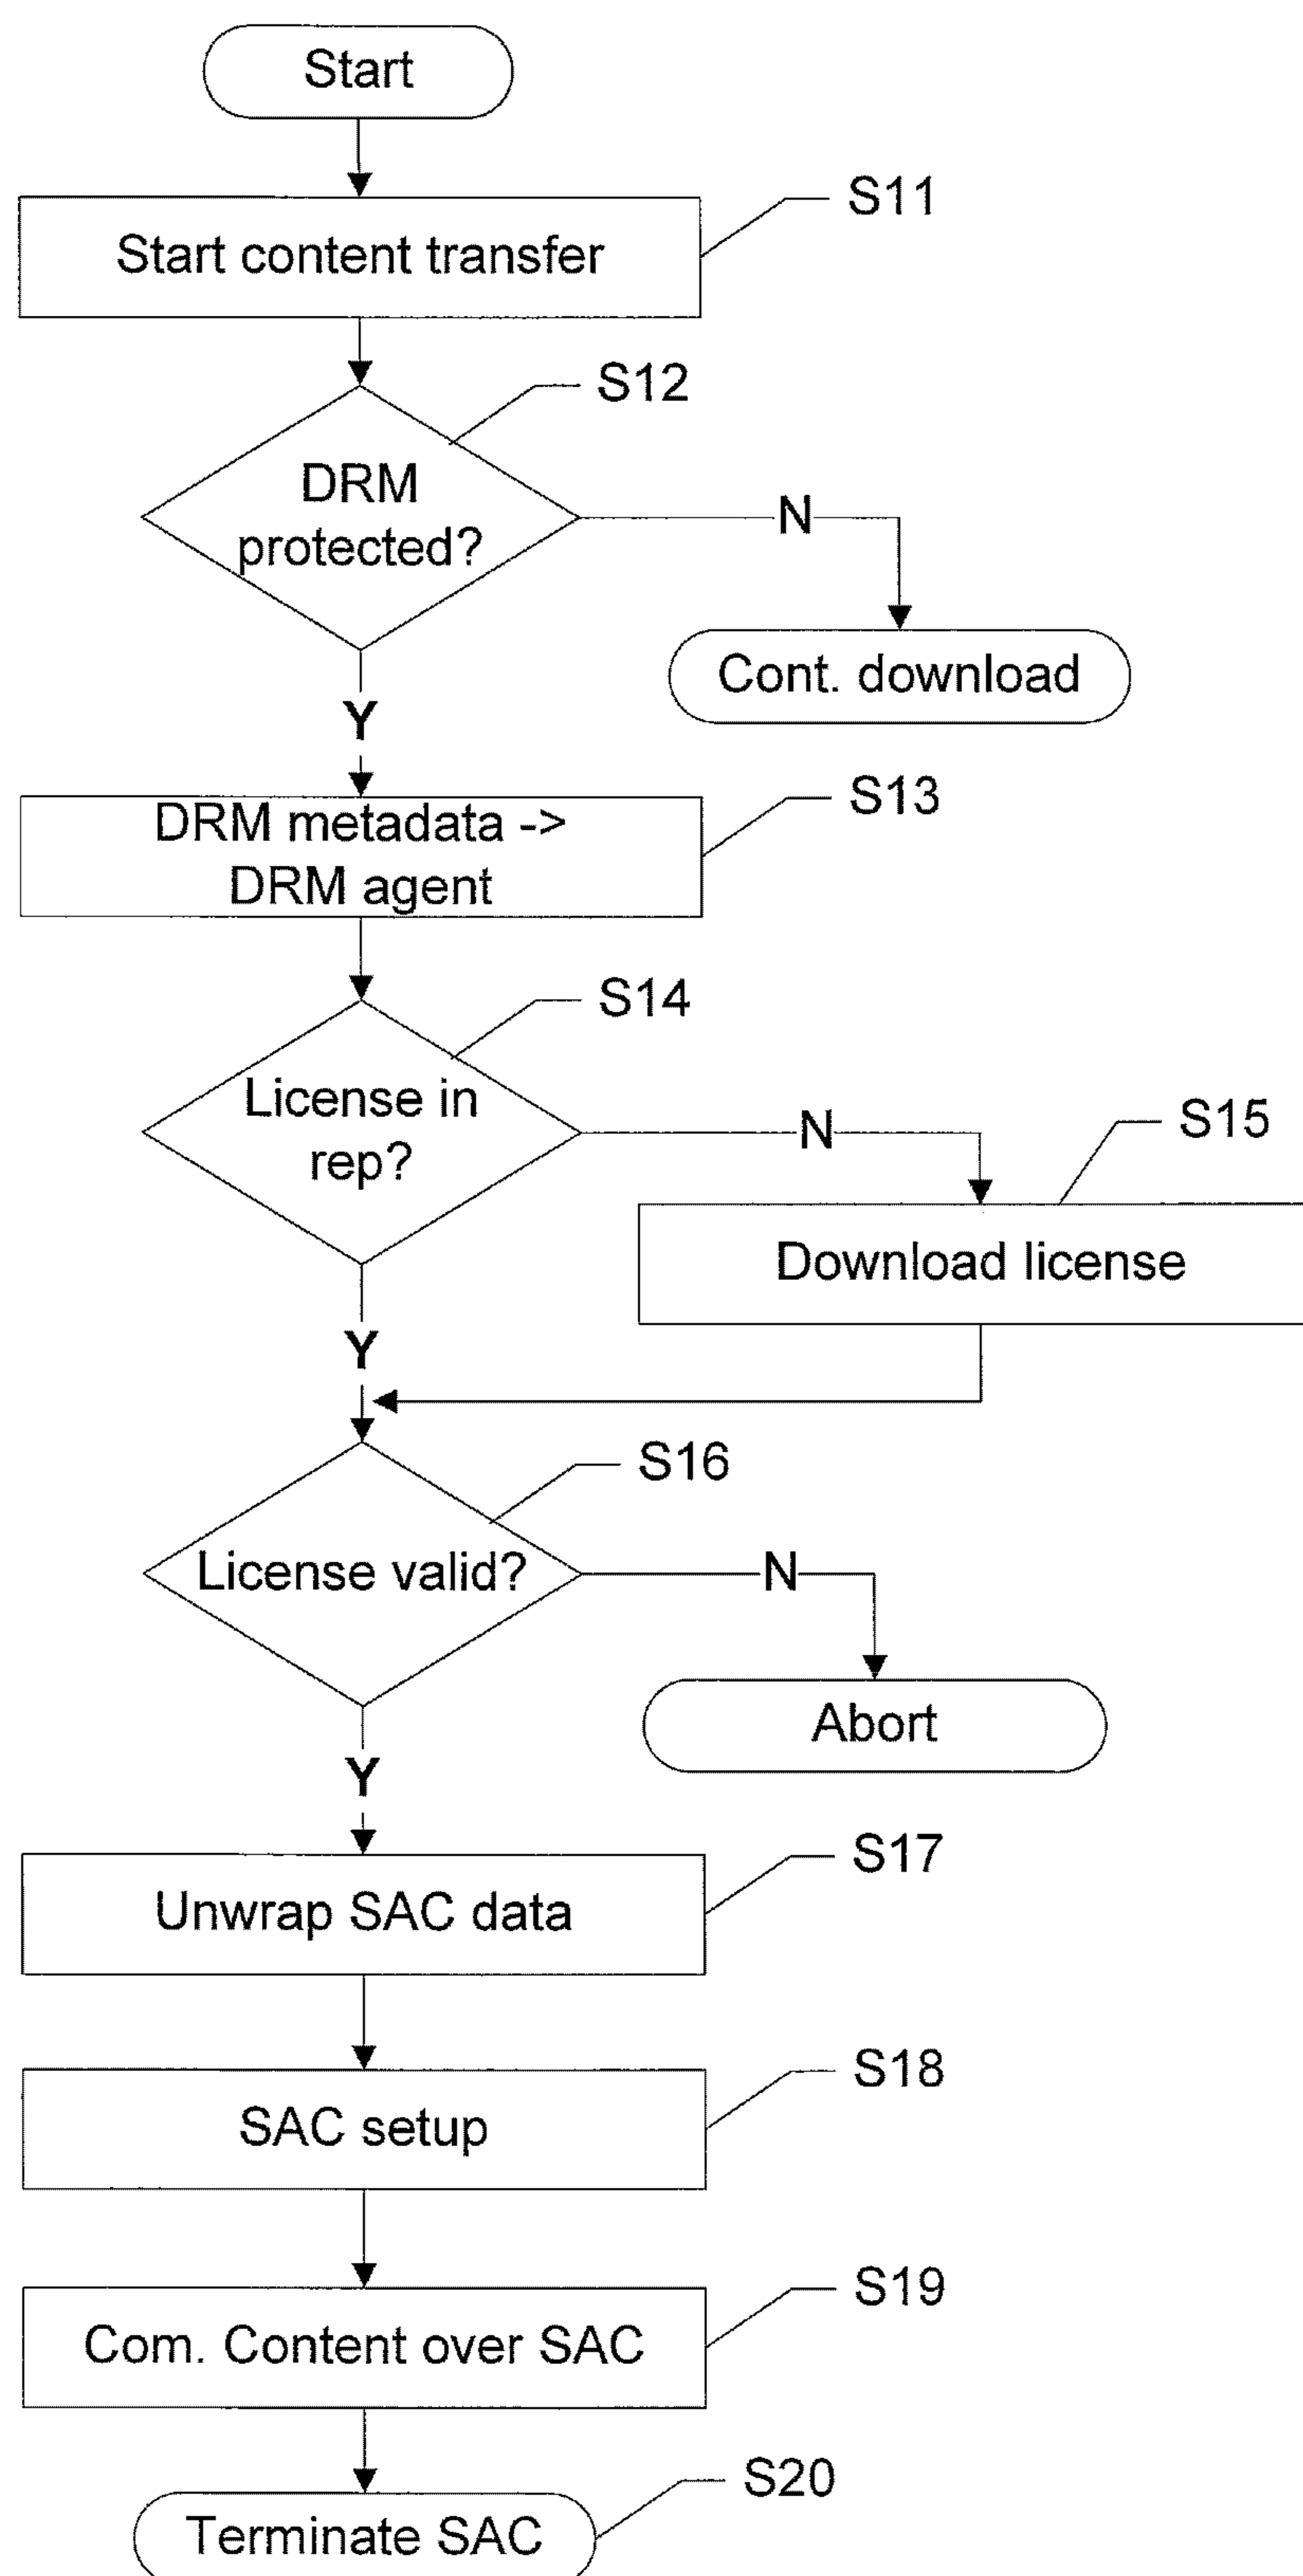 Start
S11
Start content transfer
S12
DRM
protected?
N
Cont. download
Y
S13
DRM metadata ->
DRM agent
S14
License in
rep?
N
S15
Download license
Y
S16
License valid?
N
Abort
Y
S17
Unwrap SAC data
S18
SAC setup
S19
Com. Content over SAC
S20
Terminate SAC